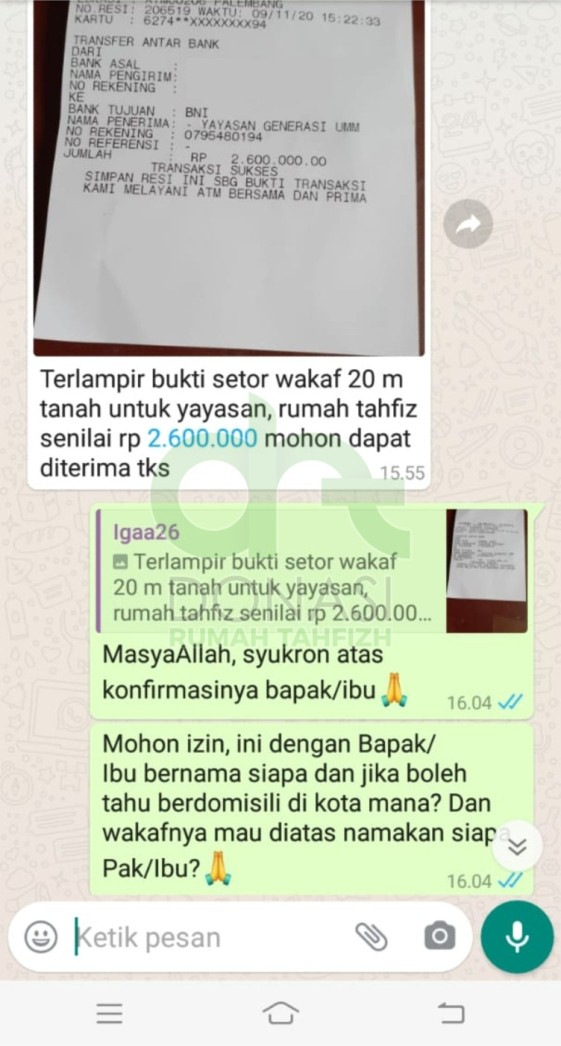 PALEMBANG
NO.RESI: 206519 WAKTU: 09/11/20 15:22:33
KARTU : 6274**XXXXXXXX94
TRANSFER ANTAR BANK
DARI
BANK ASAL :
NAMA PENGIRIM:
NO REKENING :
KE
BANK TUJUAN : BNI
NAMA PENERIMA: - YAYASAN GENERASI UMM
NO REKENING : 0795480194
NO REFERENSI : -
JUMLAH : RP 2.600.000.00
TRANSAKSI SUKSES
SIMPAN RESI INI SBG BUKTI TRANSAKSI
KAMI MELAYANI ATM BERSAMA DAN PRIMA
Terlampir bukti setor wakaf 20 m
tanah untuk yayasan, rumah tahfiz
senilai rp 2.600.000 mohon dapat
diterima tks
15.55
Igaa26
Terlampir bukti setor wakaf
20 m tanah untuk yayasan,
rumah tahfiz senilai rp 2.600.00...
DONASI
RUMAH TAHFIZH
MasyaAllah, syukron atas
konfirmasinya bapak/ibu🙏
16.04
Mohon izin, ini dengan Bapak/
Ibu bernama siapa dan jika boleh
tahu berdomisili di kota mana? Dan
wakafnya mau diatas namakan siapa
Pak/Ibu?🙏
16.04
Ketik pesan